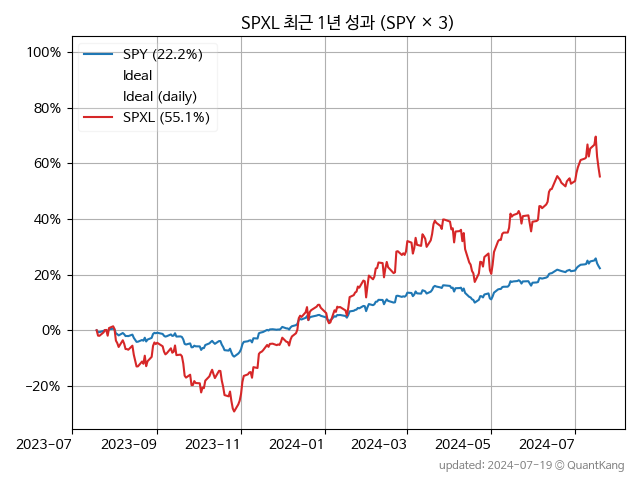 SPXL 최근 1년 성과 (SPY × 3)
100%
80%
60%
40%
20%
0%
−20%
SPY (22.2%)
Ideal
Ideal (daily)
SPXL (55.1%)
2023−07
2023−09
2023−11
2024−01
2024−03
2024−05
2024−07
updated: 2024−07−19 © QuantKang